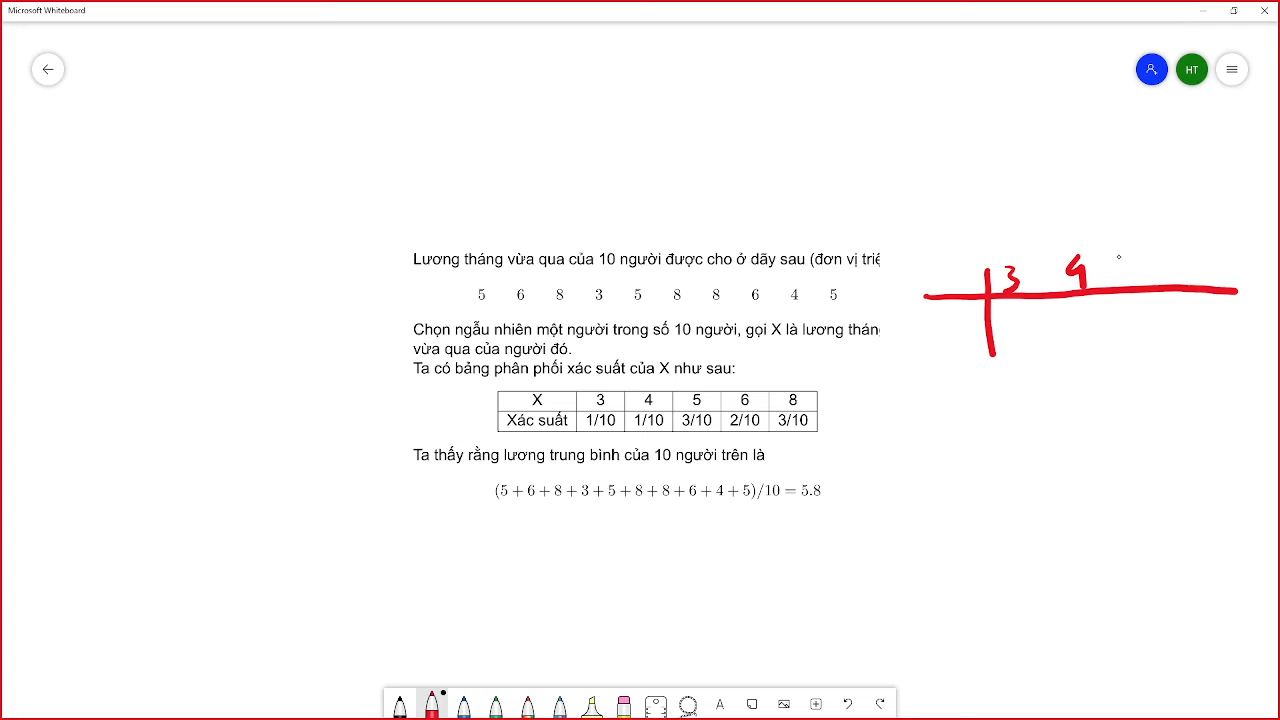 Microsoft Whiteboard
HT
Lương tháng vừa qua của 10 người được cho ở dãy sau (đơn vị
5 6 8 3 5 8 8 6 4 5
Chọn ngẫu nhiên một người trong số 10 người, gọi X là lương tháng
vừa qua của người đó.
Ta có bảng phân phối xác suất của X như sau:
X 3 4 5 6 8
Xác suất 1/10 1/10 3/10 2/10 3/10
Ta thấy rằng lương trung bình của 10 người trên là
(5 + 6 + 8 + 3 + 5 + 8 + 8 + 6 + 4 + 5)/10 = 5.8
3 4
A